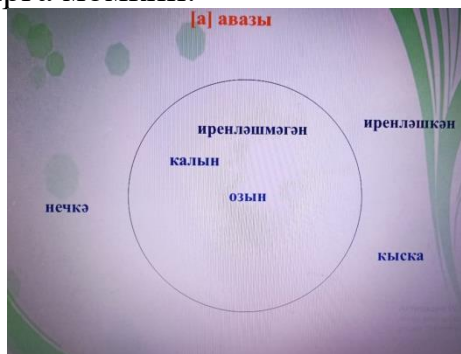 [а] авазы
иренләшмәгән
иренләшкән
калын
озын
нечкә
кыска